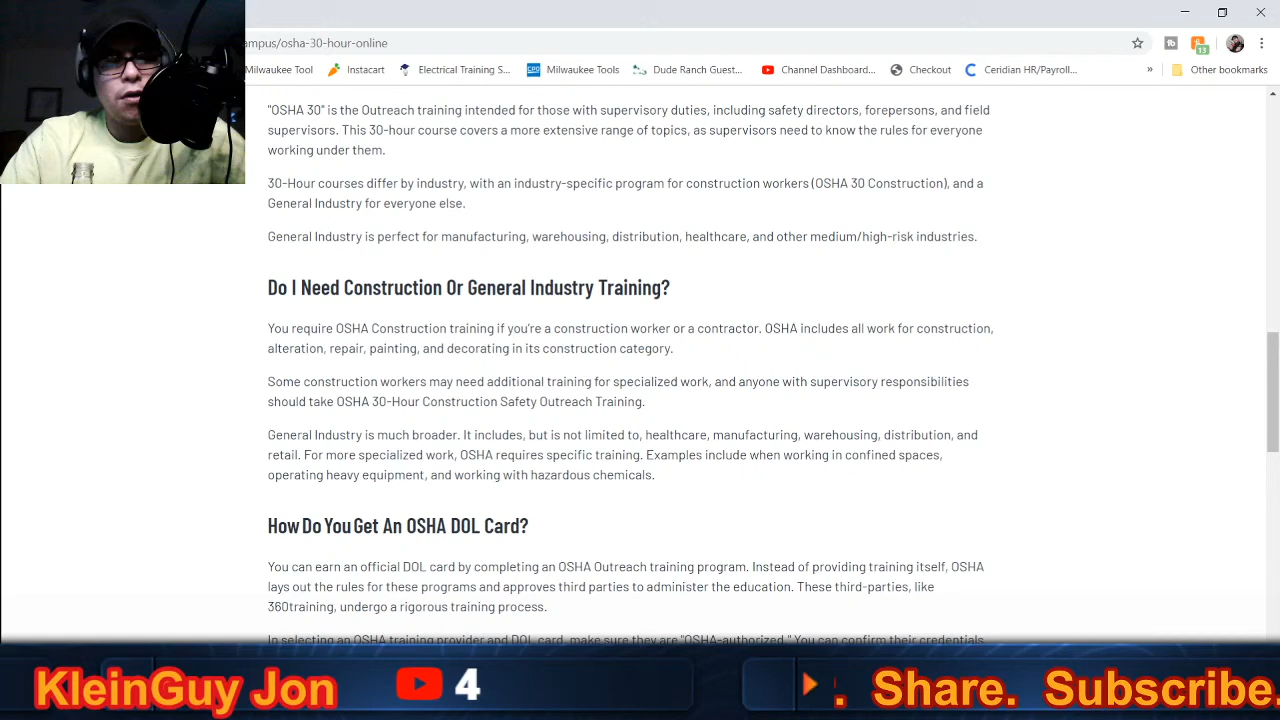 ampus/osha-30-hour-online
Milwaukee Tool
Instacart
Electrical Training S...
CPO
Milwaukee Tools
Dude Ranch Guest...
Channel Dashboard...
Checkout
Ceridian HR/Payroll...
»
Other bookmarks
13
"OSHA 30" is the Outreach training intended for those with supervisory duties, including safety directors, forepersons, and field
supervisors. This 30-hour course covers a more extensive range of topics, as supervisors need to know the rules for everyone
working under them.
30-Hour courses differ by industry, with an industry-specific program for construction workers (OSHA 30 Construction), and a
General Industry for everyone else.
General Industry is perfect for manufacturing, warehousing, distribution, healthcare, and other medium/high-risk industries.
Do I Need Construction Or General Industry Training?
You require OSHA Construction training if you're a construction worker or a contractor. OSHA includes all work for construction,
alteration, repair, painting, and decorating in its construction category.
Some construction workers may need additional training for specialized work, and anyone with supervisory responsibilities
should take OSHA 30-Hour Construction Safety Outreach Training.
General Industry is much broader. It includes, but is not limited to, healthcare, manufacturing, warehousing, distribution, and
retail. For more specialized work, OSHA requires specific training. Examples include when working in confined spaces,
operating heavy equipment, and working with hazardous chemicals.
How Do You Get An OSHA DOL Card?
You can earn an official DOL card by completing an OSHA Outreach training program. Instead of providing training itself, OSHA
lays out the rules for these programs and approves third parties to administer the education. These third-parties, like
360training, undergo a rigorous training process.
In selecting an OSHA training provider and DOL card, make sure they are "OSHA-authorized." You can confirm their credentials
KleinGuy Jon
4
. Share. Subscribe.